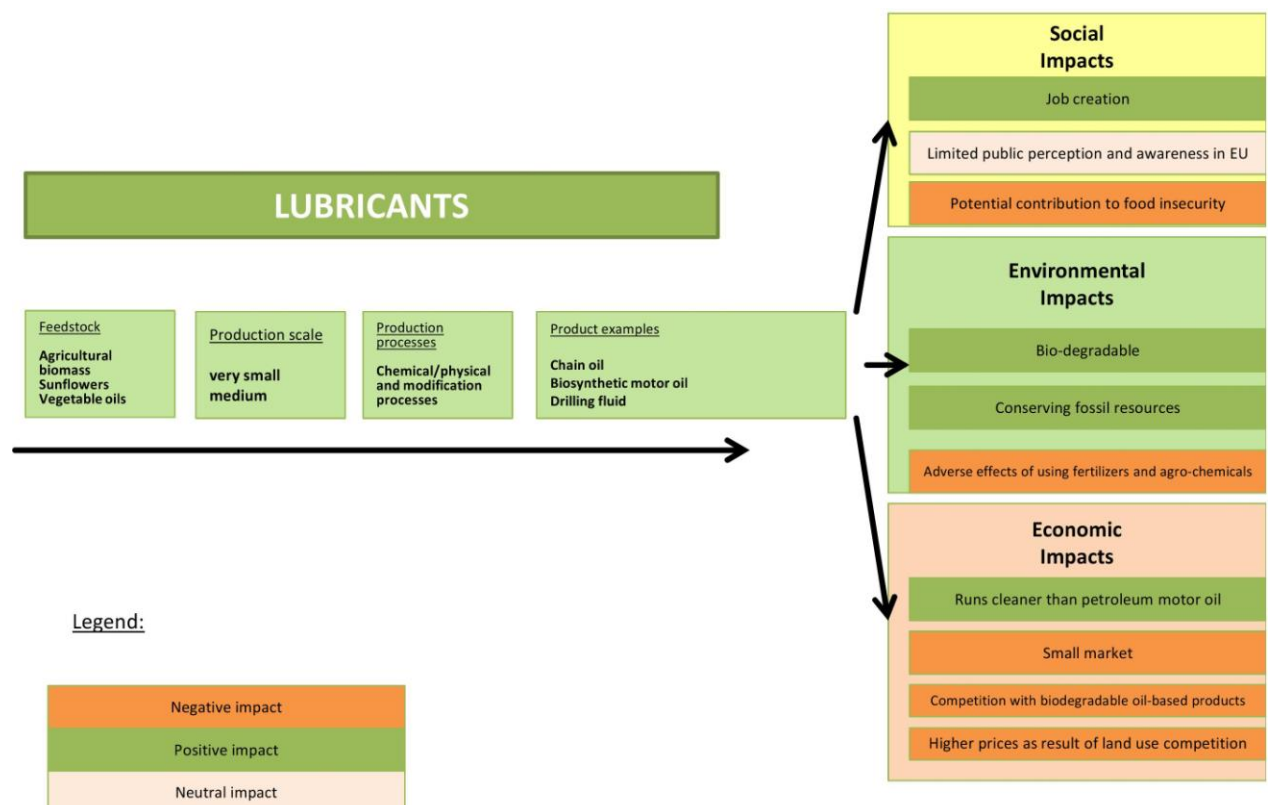 LUBRICANTS
Feedstock
Agricultural
biomass
Sunflowers
Vegetable oils
Production scale
very small
medium
Production
processes
Chemical/physical
and modification
processes
Product examples
Chain oil
Biosynthetic motor oil
Drilling fluid
Social
Impacts
Job creation
Limited public perception and awareness in EU
Potential contribution to food insecurity
Environmental
Impacts
Bio-degradable
Conserving fossil resources
Adverse effects of using fertilizers and agro-chemicals
Economic
Impacts
Runs cleaner than petroleum motor oil
Small market
Competition with biodegradable oil-based products
Higher prices as result of land use competition
Legend:
Negative impact
Positive impact
Neutral impact